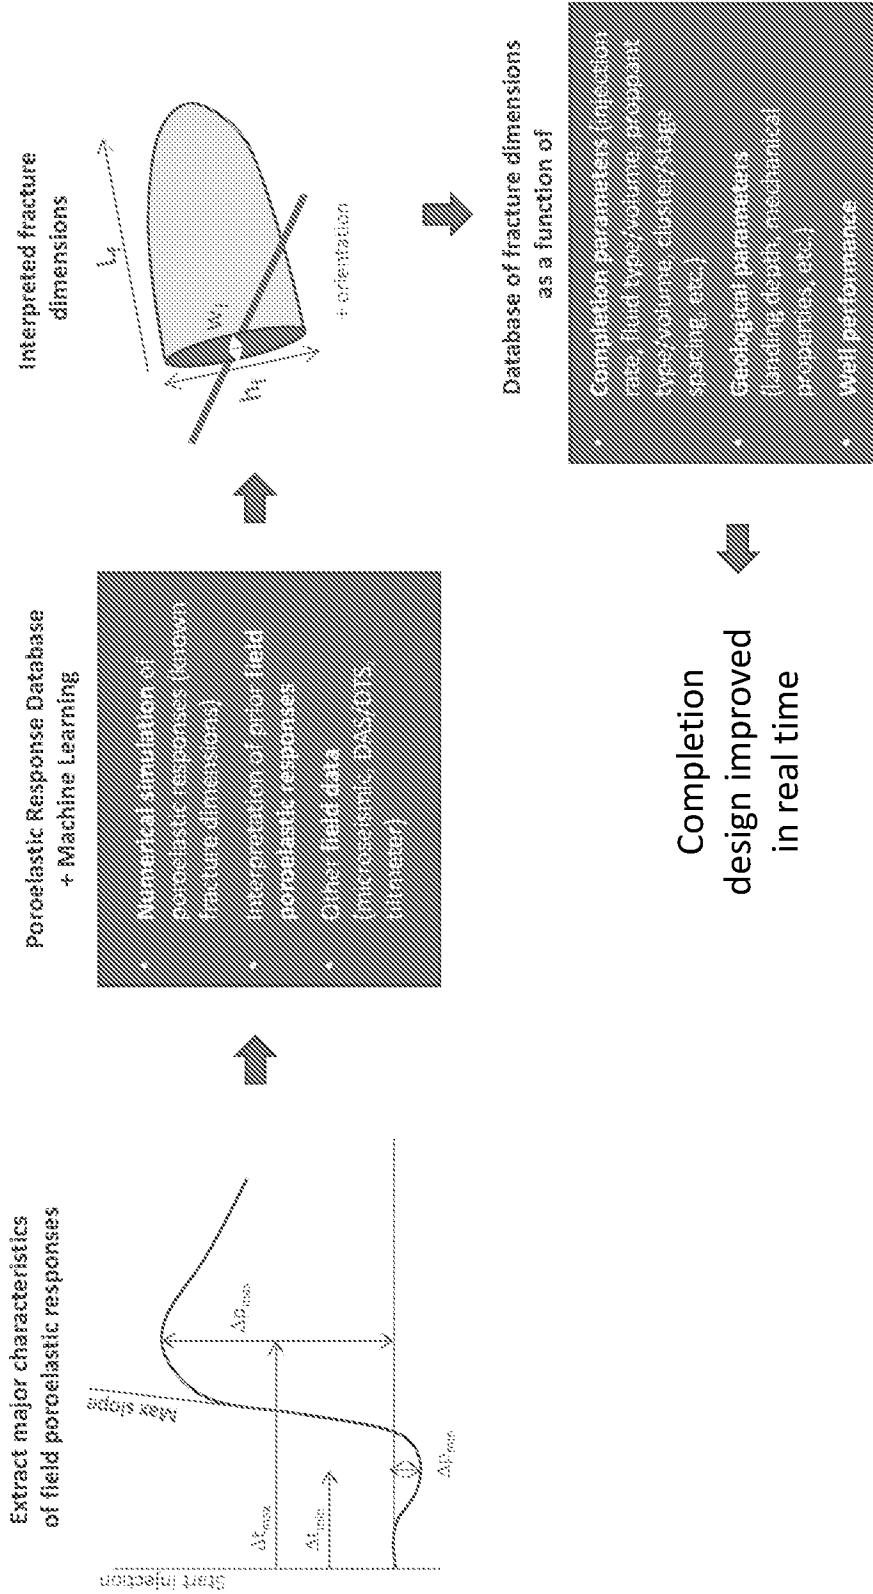 Extract major characteristics
of field poroelastic responses
Start injection
Δt_max
Δt_min
Max slope
Δp_max
Δp_min
Poroelastic Response Database
+ Machine Learning
• Numerical simulation of
poroelastic responses (known
fracture dimensions)
• Interpretation of prior field
poroelastic responses
• Other field data
(microseismic, DAS/DTS,
tiltmeter)
Interpreted fracture
dimensions
L_f
w_f
h_f
+ orientation
Database of fracture dimensions
as a function of
• Completion parameters (injection
rate, fluid type/volume, proppant
type/volume, cluster/stage
spacing, etc.)
• Geological parameters
(landing depth, mechanical
properties, etc.)
• Well performance
Completion
design improved
in real time